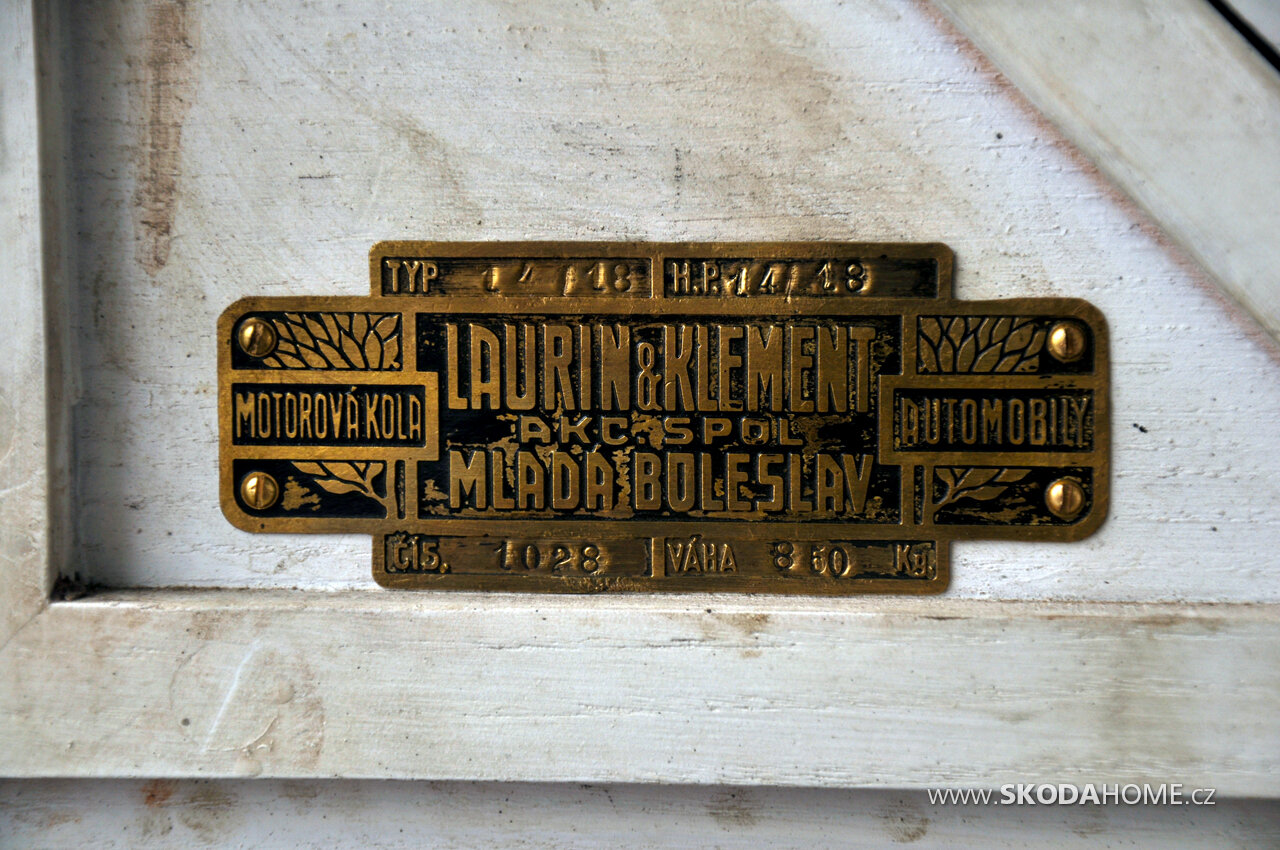 TYP 14/18 H.P. 14/18
LAURIN & KLEMENT
MOTOROVÁ KOLA
AKC. SPOL
AUTOMOBILY
MLADÁ BOLESLAV
ČÍS. 1028 VÁHA 850 Kg.
WWW.SKODAHOME.CZ